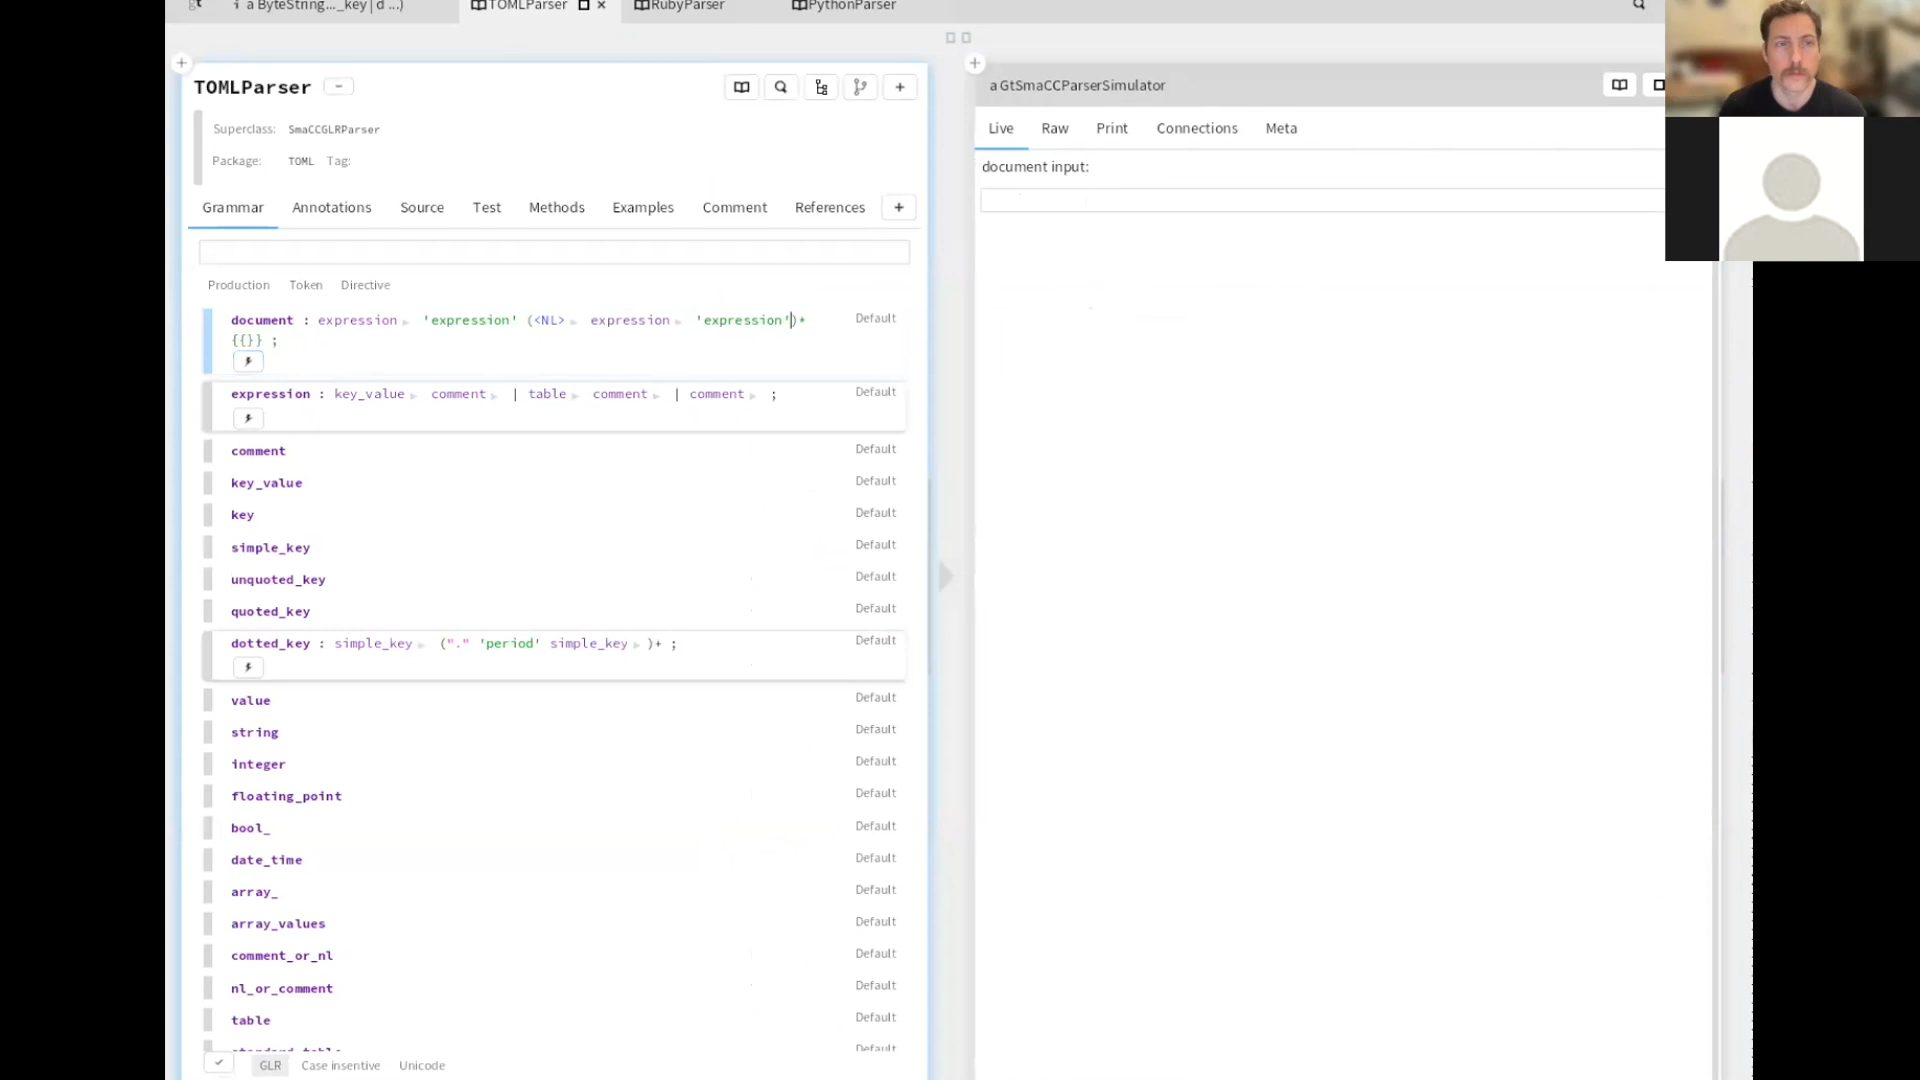 a ByteString..._key | d ...)
TOMLParser
RubyParser
PythonParser
TOMLParser
Superclass: SmaCCGLRParser
Package: TOML Tag:
Grammar Annotations Source Test Methods Examples Comment References
Production Token Directive
document : expression 'expression' (<NL> expression 'expression')* Default
{{}} ;
expression : key_value comment | table comment | comment ; Default
comment Default
key_value Default
key Default
simple_key Default
unquoted_key Default
quoted_key Default
dotted_key : simple_key ("." 'period' simple_key )+ ; Default
value Default
string Default
integer Default
floating_point Default
bool_ Default
date_time Default
array_ Default
array_values Default
comment_or_nl Default
nl_or_comment Default
table Default
standard_table Default
GLR Case insentive Unicode
a GtSmaCCParserSimulator
Live Raw Print Connections Meta
document input: